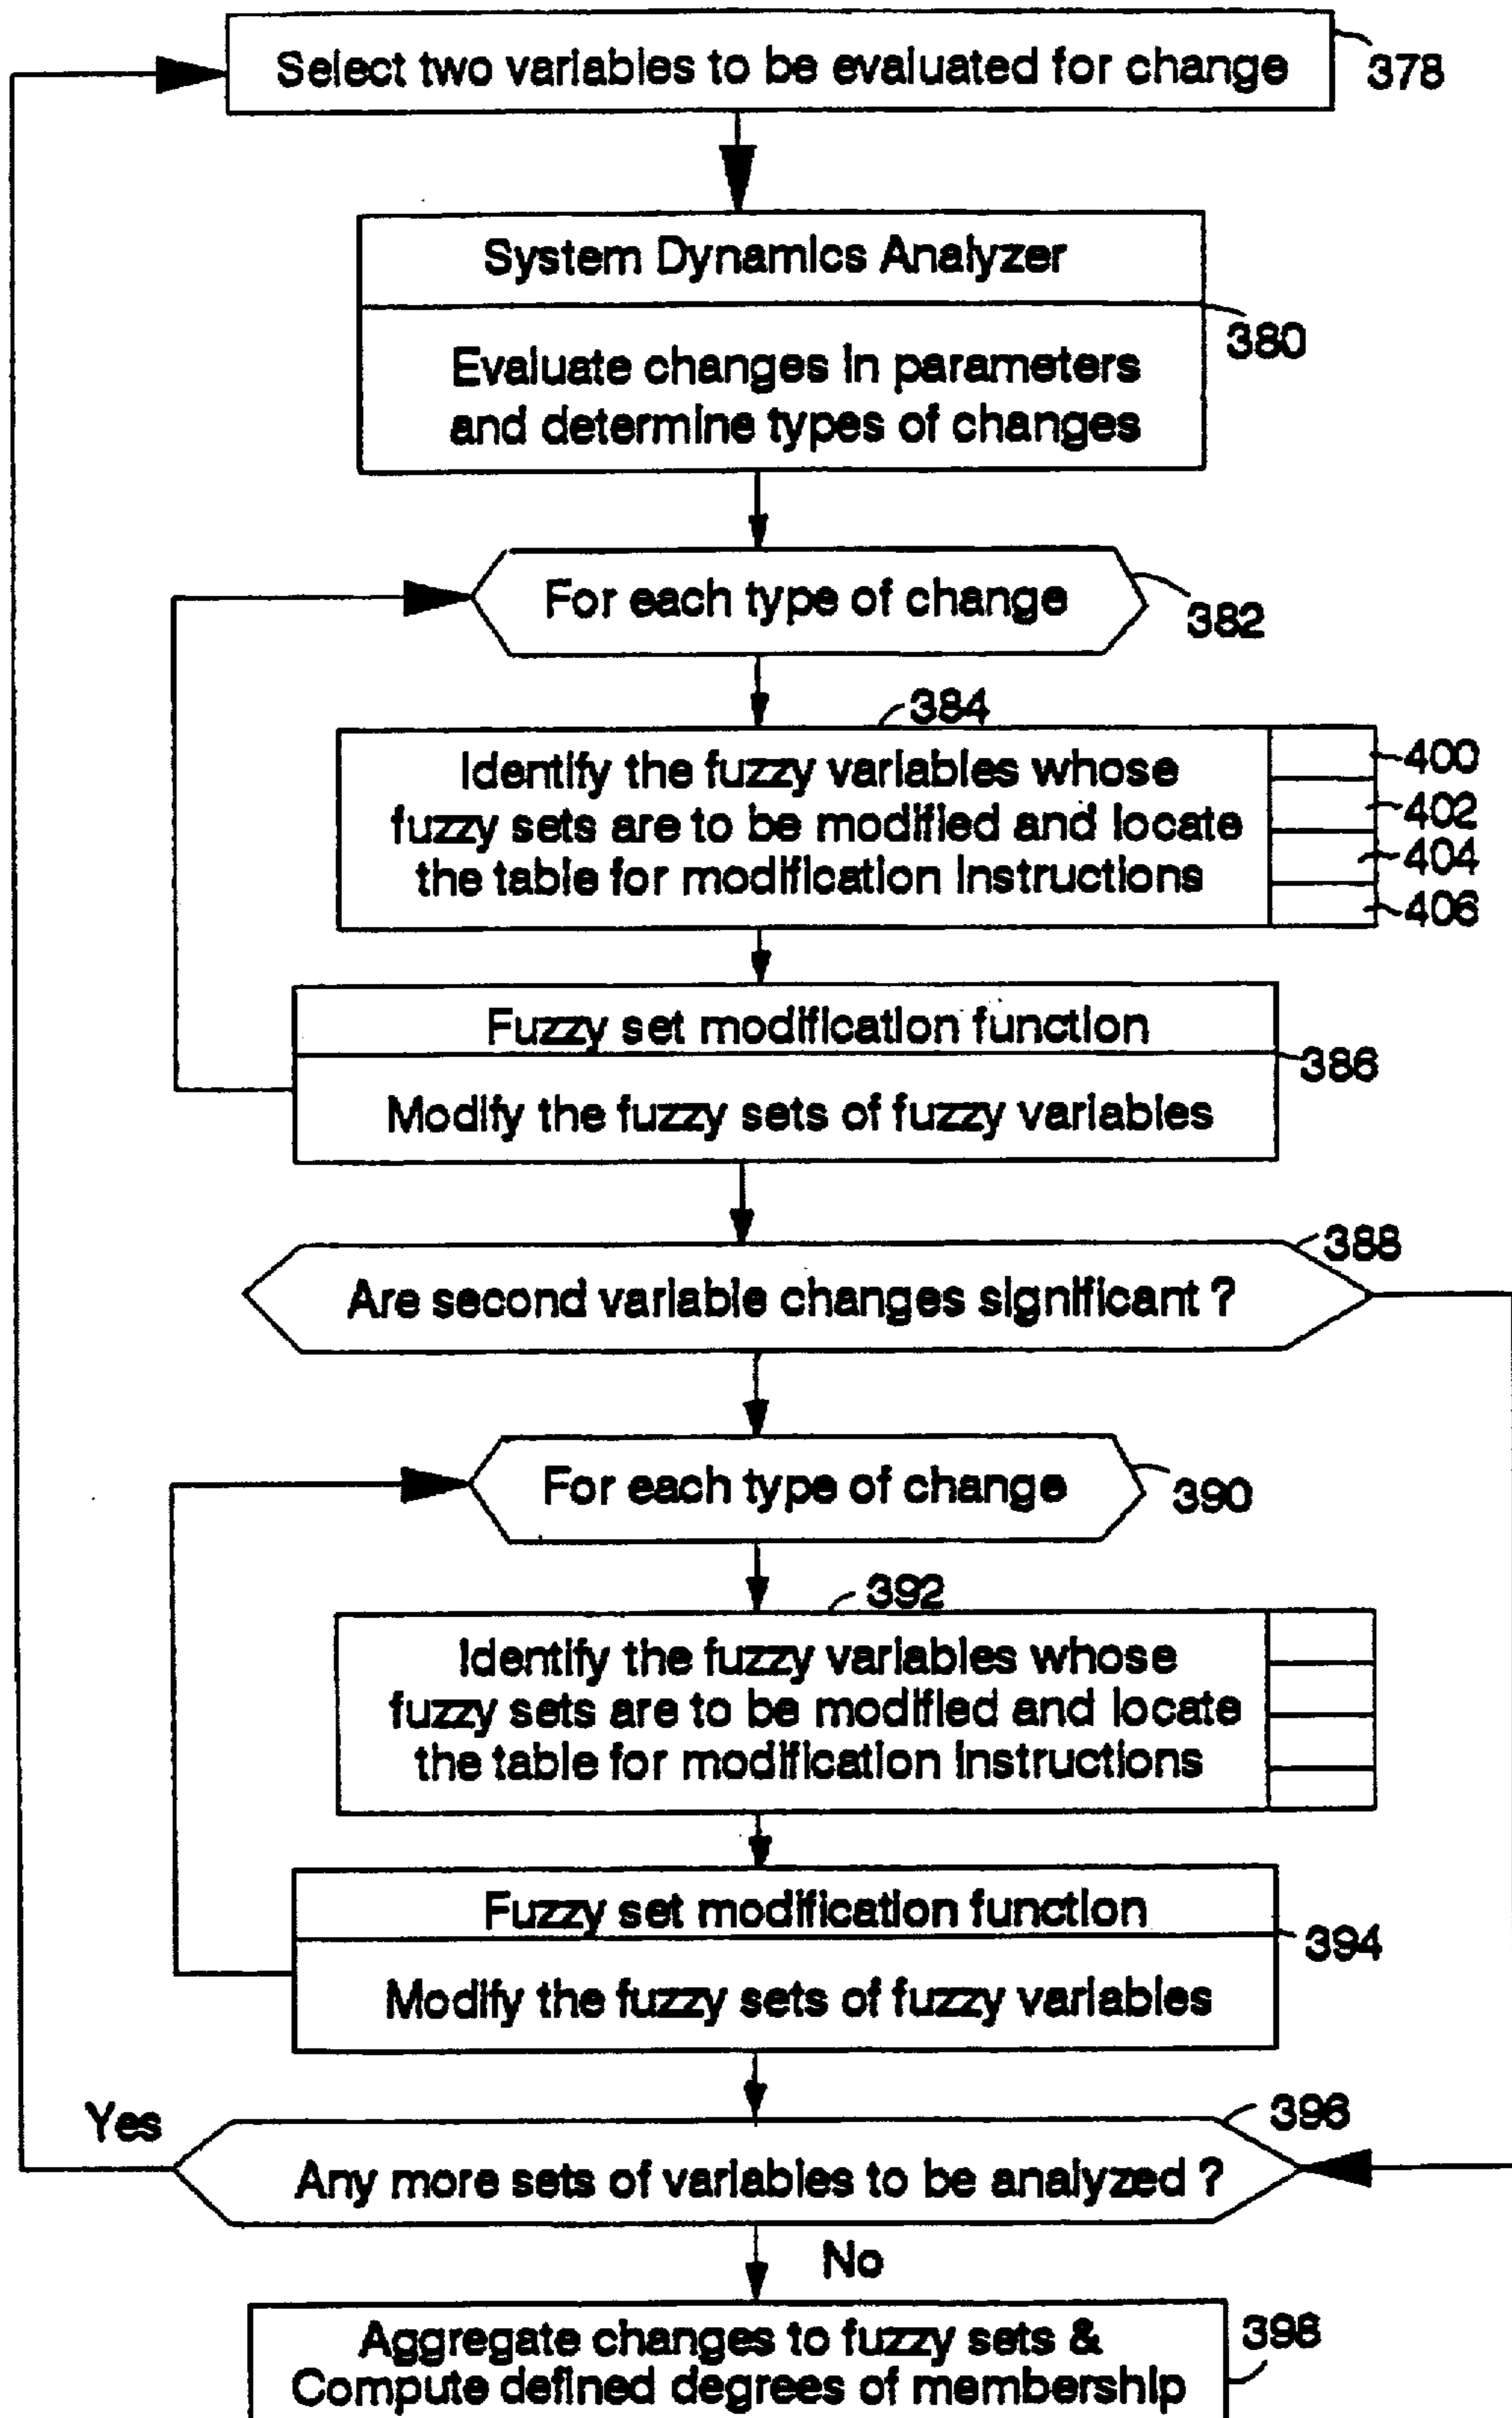 Select two variables to be evaluated for change
378
System Dynamics Analyzer
380
Evaluate changes in parameters
and determine types of changes
For each type of change
382
384
Identify the fuzzy variables whose
fuzzy sets are to be modified and locate
the table for modification instructions
400
402
404
406
Fuzzy set modification function
386
Modify the fuzzy sets of fuzzy variables
388
Are second variable changes significant ?
For each type of change
390
392
Identify the fuzzy variables whose
fuzzy sets are to be modified and locate
the table for modification instructions
Fuzzy set modification function
394
Modify the fuzzy sets of fuzzy variables
Yes
396
Any more sets of variables to be analyzed ?
No
Aggregate changes to fuzzy sets &
Compute defined degrees of membership
398